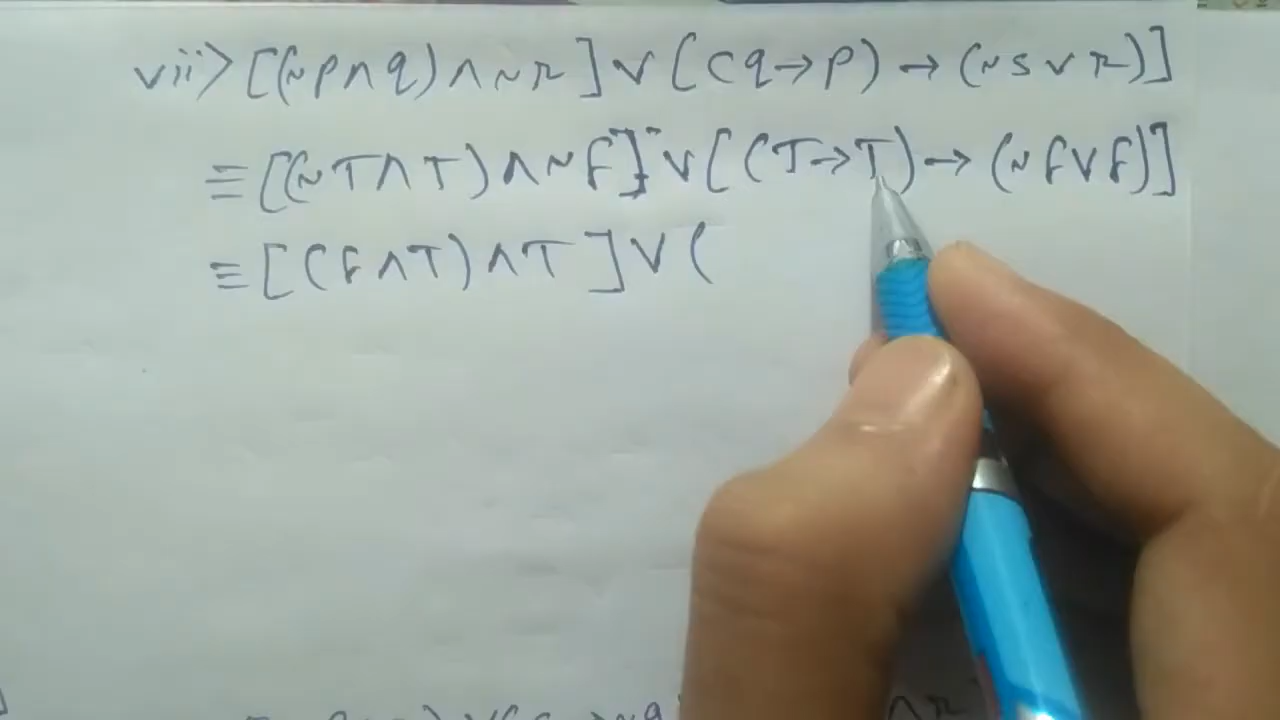 vii> [(~p∧q)∧~r]∨[(q→p)→(~s∨r)]
≡[(~T∧T)∧~F]∨[(T→T)→(~F∨F)]
≡[(F∧T)∧T]∨(